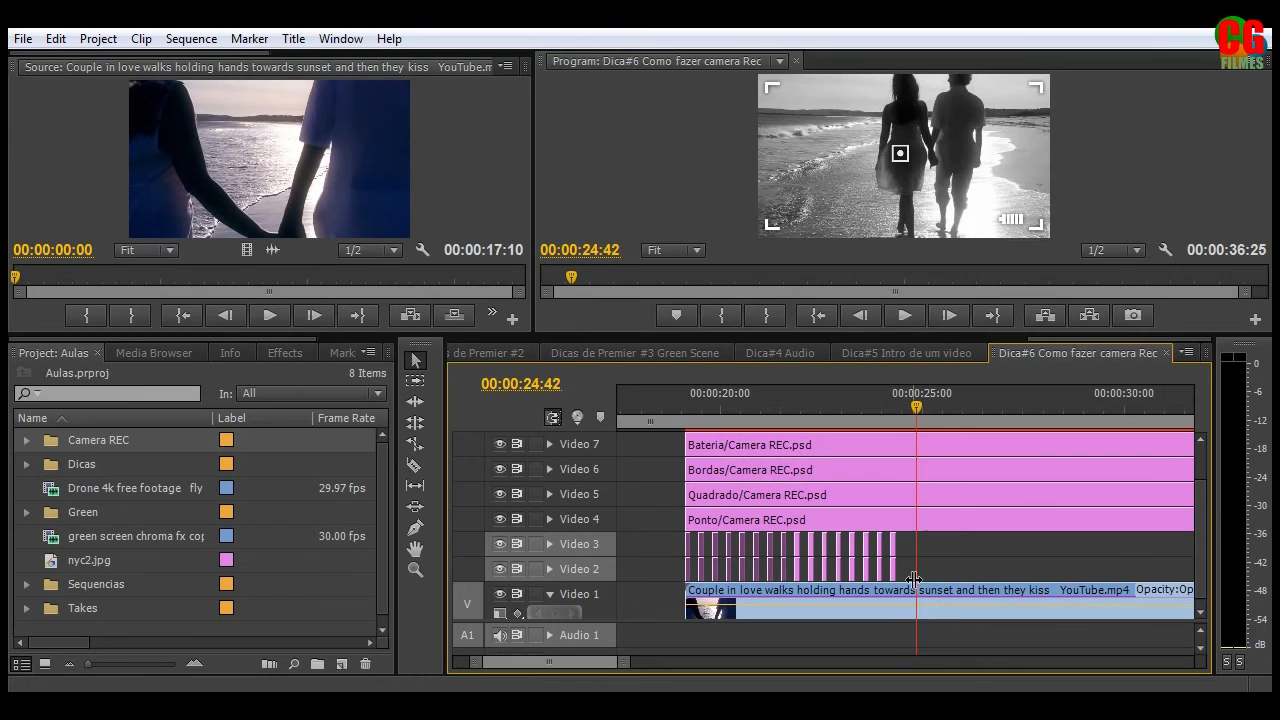 File Edit Project Clip Sequence Marker Title Window Help
CG
FILMES
Source: Couple in love walks holding hands towards sunset and then they kiss YouTube.m
Program: Dica#6 Como fazer camera Rec
00:00:00:00 Fit 1/2 00:00:17:10
00:00:24:42 Fit 1/2 00:00:36:25
Project: Aulas Media Browser Info Effects Mark
Aulas.prproj 8 Items
In: All
Name Label Frame Rate
Camera REC
Dicas
Drone 4k free footage fly 29.97 fps
Green
green screen chroma fx cop 30.00 fps
nyc2.jpg
Sequencias
Takes
s de Premier #2 Dicas de Premier #3 Green Scene Dica#4 Audio Dica#5 Intro de um video Dica#6 Como fazer camera Rec
00:00:24:42
00:00:20:00 00:00:25:00 00:00:30:00
Video 7 Bateria/Camera REC.psd
Video 6 Bordas/Camera REC.psd
Video 5 Quadrado/Camera REC.psd
Video 4 Ponto/Camera REC.psd
Video 3
Video 2
V Video 1 Couple in love walks holding hands towards sunset and then they kiss YouTube.mp4 Opacity:Op
A1 Audio 1
0
-6
-12
-18
-24
-30
-36
-42
-48
-54
dB
S S